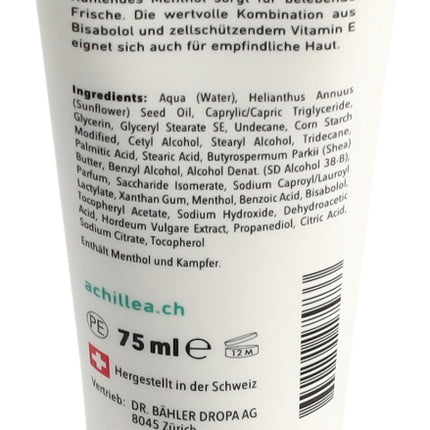 Kühlendes Menthol sorgt für belebende
Frische. Die wertvolle Kombination aus
Bisabolol und zellschützendem Vitamin E
eignet sich auch für empfindliche Haut.
Ingredients: Aqua (Water), Helianthus Annuus
(Sunflower) Seed Oil, Caprylic/Capric Triglyceride,
Glycerin, Glyceryl Stearate SE, Undecane, Corn Starch
Modified, Cetyl Alcohol, Stearyl Alcohol, Tridecane,
Palmitic Acid, Stearic Acid, Butyrospermum Parkii (Shea)
Butter, Benzyl Alcohol, Alcohol Denat. (SD Alcohol 38-B),
Parfum, Saccharide Isomerate, Sodium Caproyl/Lauroyl
Lactylate, Xanthan Gum, Menthol, Benzoic Acid, Bisabolol,
Tocopheryl Acetate, Sodium Hydroxide, Dehydroacetic
Acid, Hordeum Vulgare Extract, Propanediol, Citric Acid,
Sodium Citrate, Tocopherol
Enthält Menthol und Kampfer.
achillea.ch
PE 75 ml e 12 M
Hergestellt in der Schweiz
Vertrieb: DR. BÄHLER DROPA AG
8045 Zürich